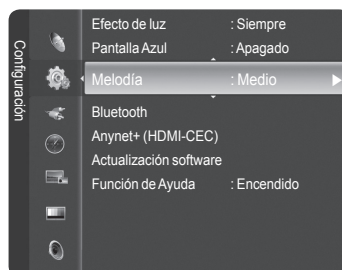 Configuración
Efecto de luz : Siempre
Pantalla Azul : Apagado
Melodía : Medio
Bluetooth
Anynet+ (HDMI-CEC)
Actualización software
Función de Ayuda : Encendido